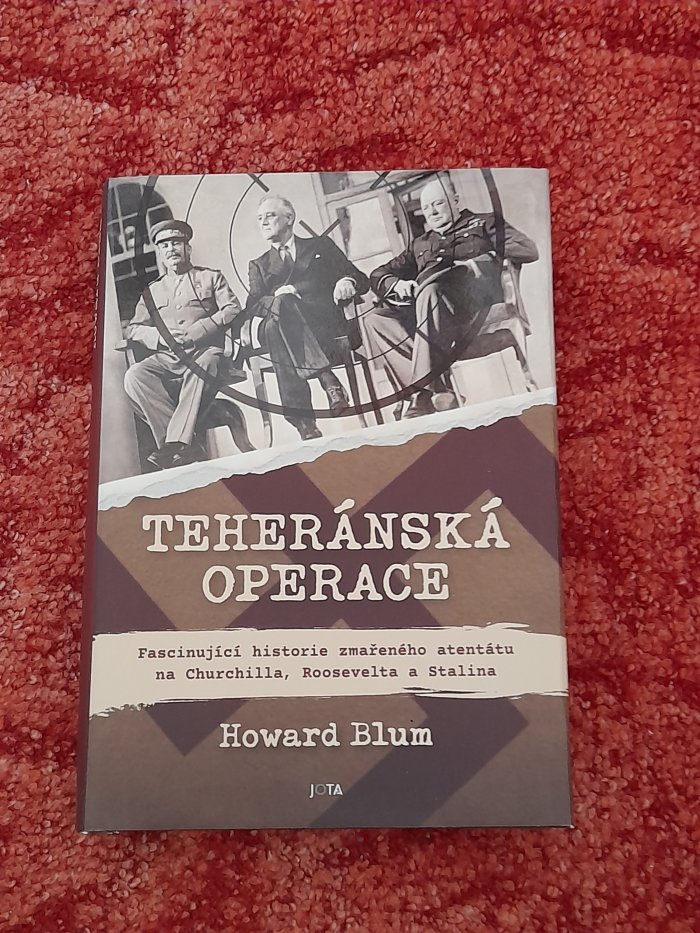 TEHERÁNSKÁ
OPERACE
Fascinující historie zmařeného atentátu
na Churchilla, Roosevelta a Stalina
Howard Blum
JOTA